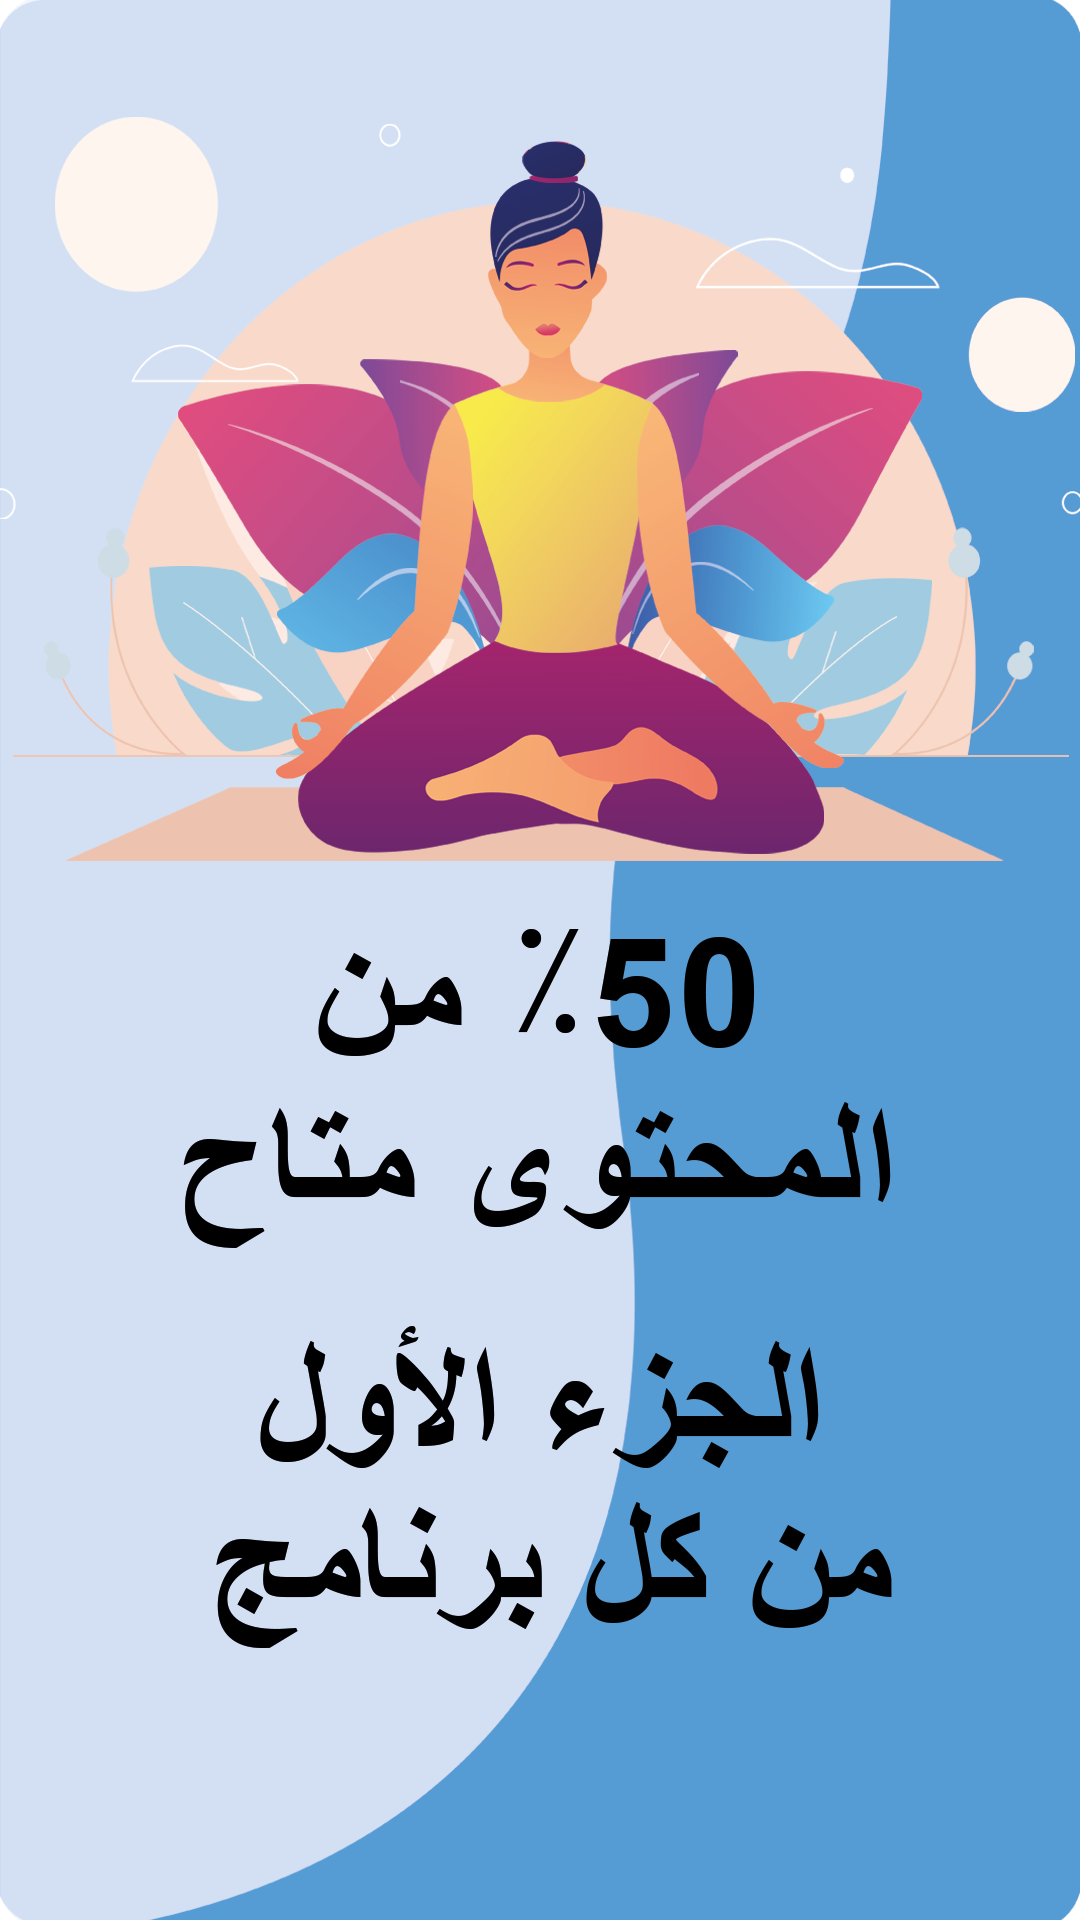 50٪ من
المحتوى متاح
الجزء الأول
من كل برنامج